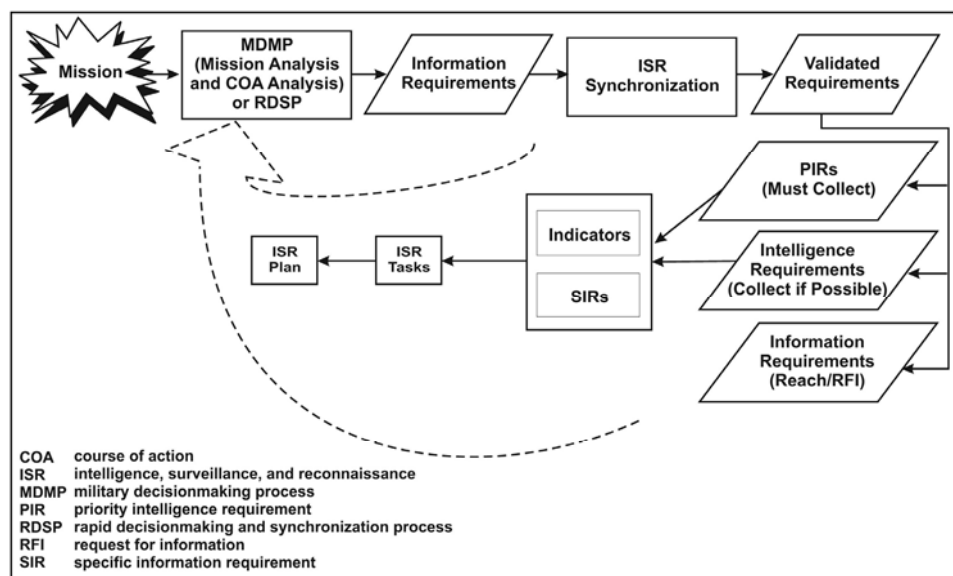 Mission
MDMP
(Mission Analysis
and COA Analysis)
or RDSP
Information
Requirements
ISR
Synchronization
Validated
Requirements
PIRs
(Must Collect)
Intelligence
Requirements
(Collect if Possible)
Information
Requirements
(Reach/RFI)
Indicators
SIRs
ISR
Tasks
ISR
Plan
COA course of action
ISR intelligence, surveillance, and reconnaissance
MDMP military decisionmaking process
PIR priority intelligence requirement
RDSP rapid decisionmaking and synchronization process
RFI request for information
SIR specific information requirement